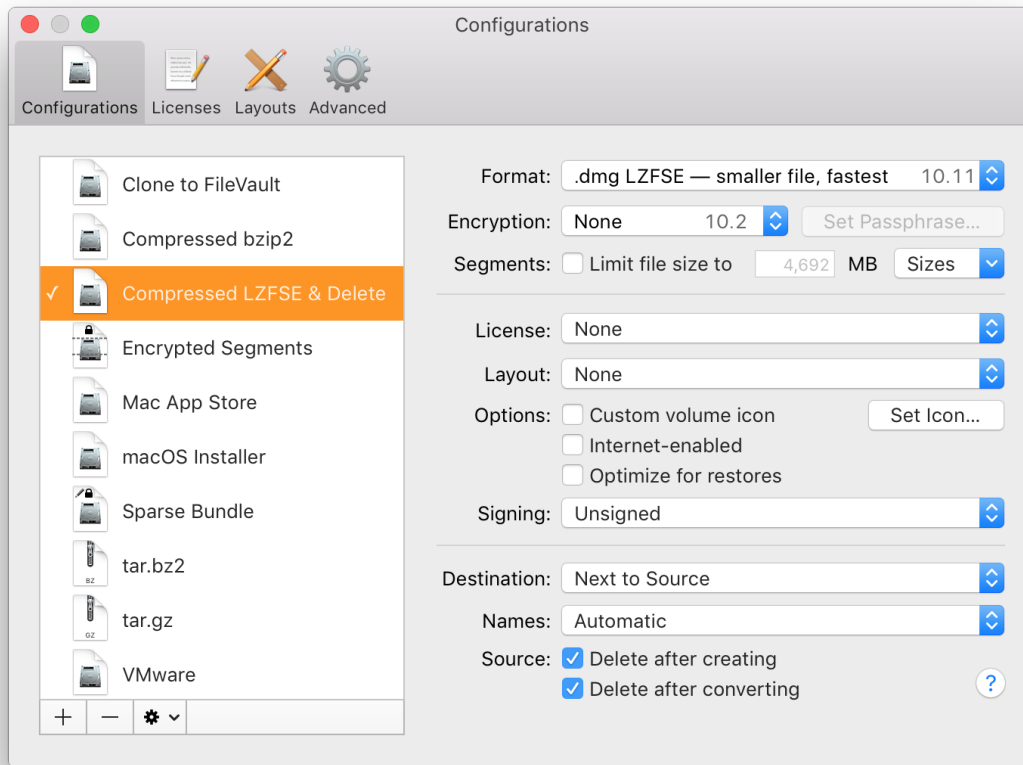 Configurations
Configurations Licenses Layouts Advanced
Clone to FileVault
Compressed bzip2
✓ Compressed LZFSE & Delete
Encrypted Segments
Mac App Store
macOS Installer
Sparse Bundle
BZ tar.bz2
GZ tar.gz
VMware
Format: .dmg LZFSE — smaller file, fastest 10.11
Encryption: None 10.2 Set Passphrase...
Segments: Limit file size to 4,692 MB Sizes
License: None
Layout: None
Options: Custom volume icon Set Icon...
Internet-enabled
Optimize for restores
Signing: Unsigned
Destination: Next to Source
Names: Automatic
Source: Delete after creating
Delete after converting
?